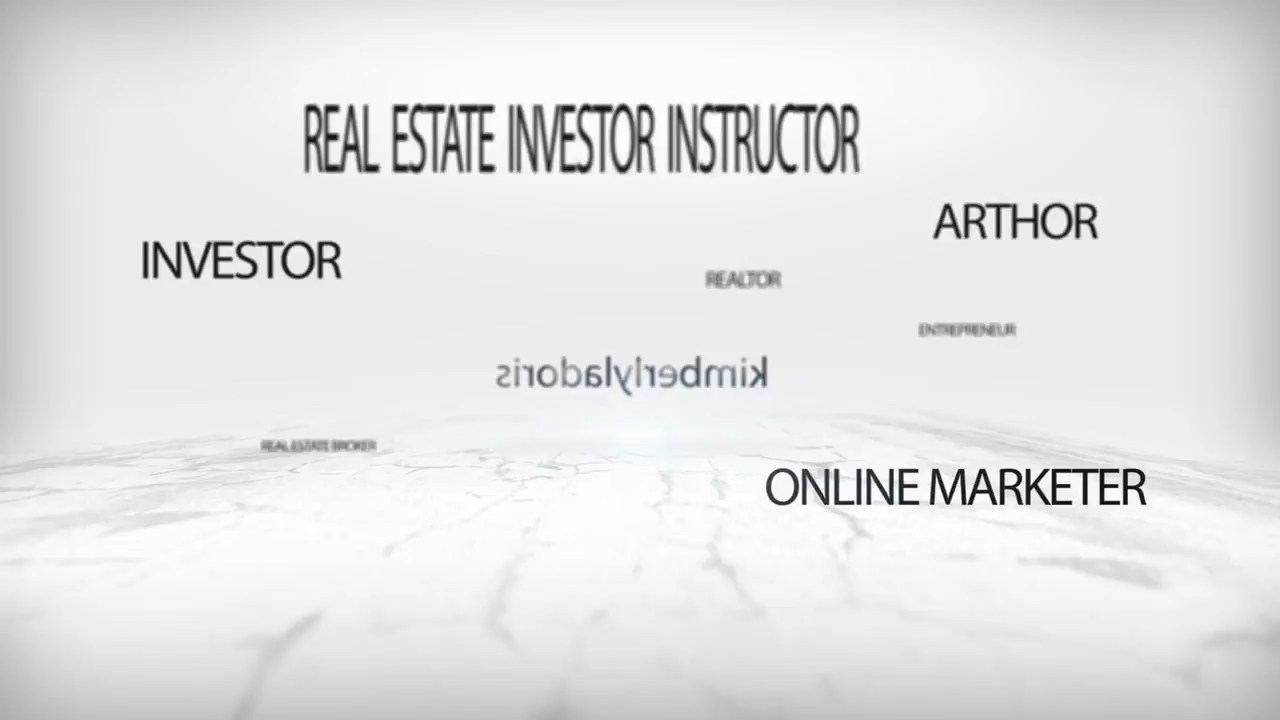 REAL ESTATE INVESTOR INSTRUCTOR
ARTHOR
INVESTOR
REALTOR
ENTREPRENEUR
kimberlyladoris
REAL ESTATE BROKER
ONLINE MARKETER